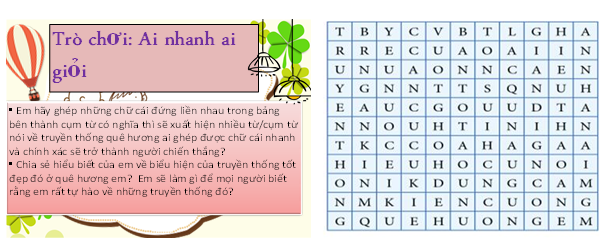 Trò chơi: Ai nhanh ai
giỏi
▪ Em hãy ghép những chữ cái đứng liền nhau trong bảng
bên thành cụm từ có nghĩa thì sẽ xuất hiện nhiều từ/cụm từ
nói về truyền thống quê hương ai ghép được chữ cái nhanh
và chính xác sẽ trở thành người chiến thắng?
▪ Chia sẻ hiểu biết của em về biểu hiện của truyền thống tốt
đẹp đó ở quê hương em? Em sẽ làm gì để mọi người biết
rằng em rất tự hào về những truyền thống đó?
T B Y C V B T L G H A
R R E C U A O A I I N
U N U A O N N C A E N
Y G N N T T S Q N U H
E A U C G O U U D T A
N N O U H T I N I H N
T K C C O A H A G A A
H I E U H O C U N O I
O N I K D U N G C A M
N M K I E N C U O N G
G Q U E H U O N G E M